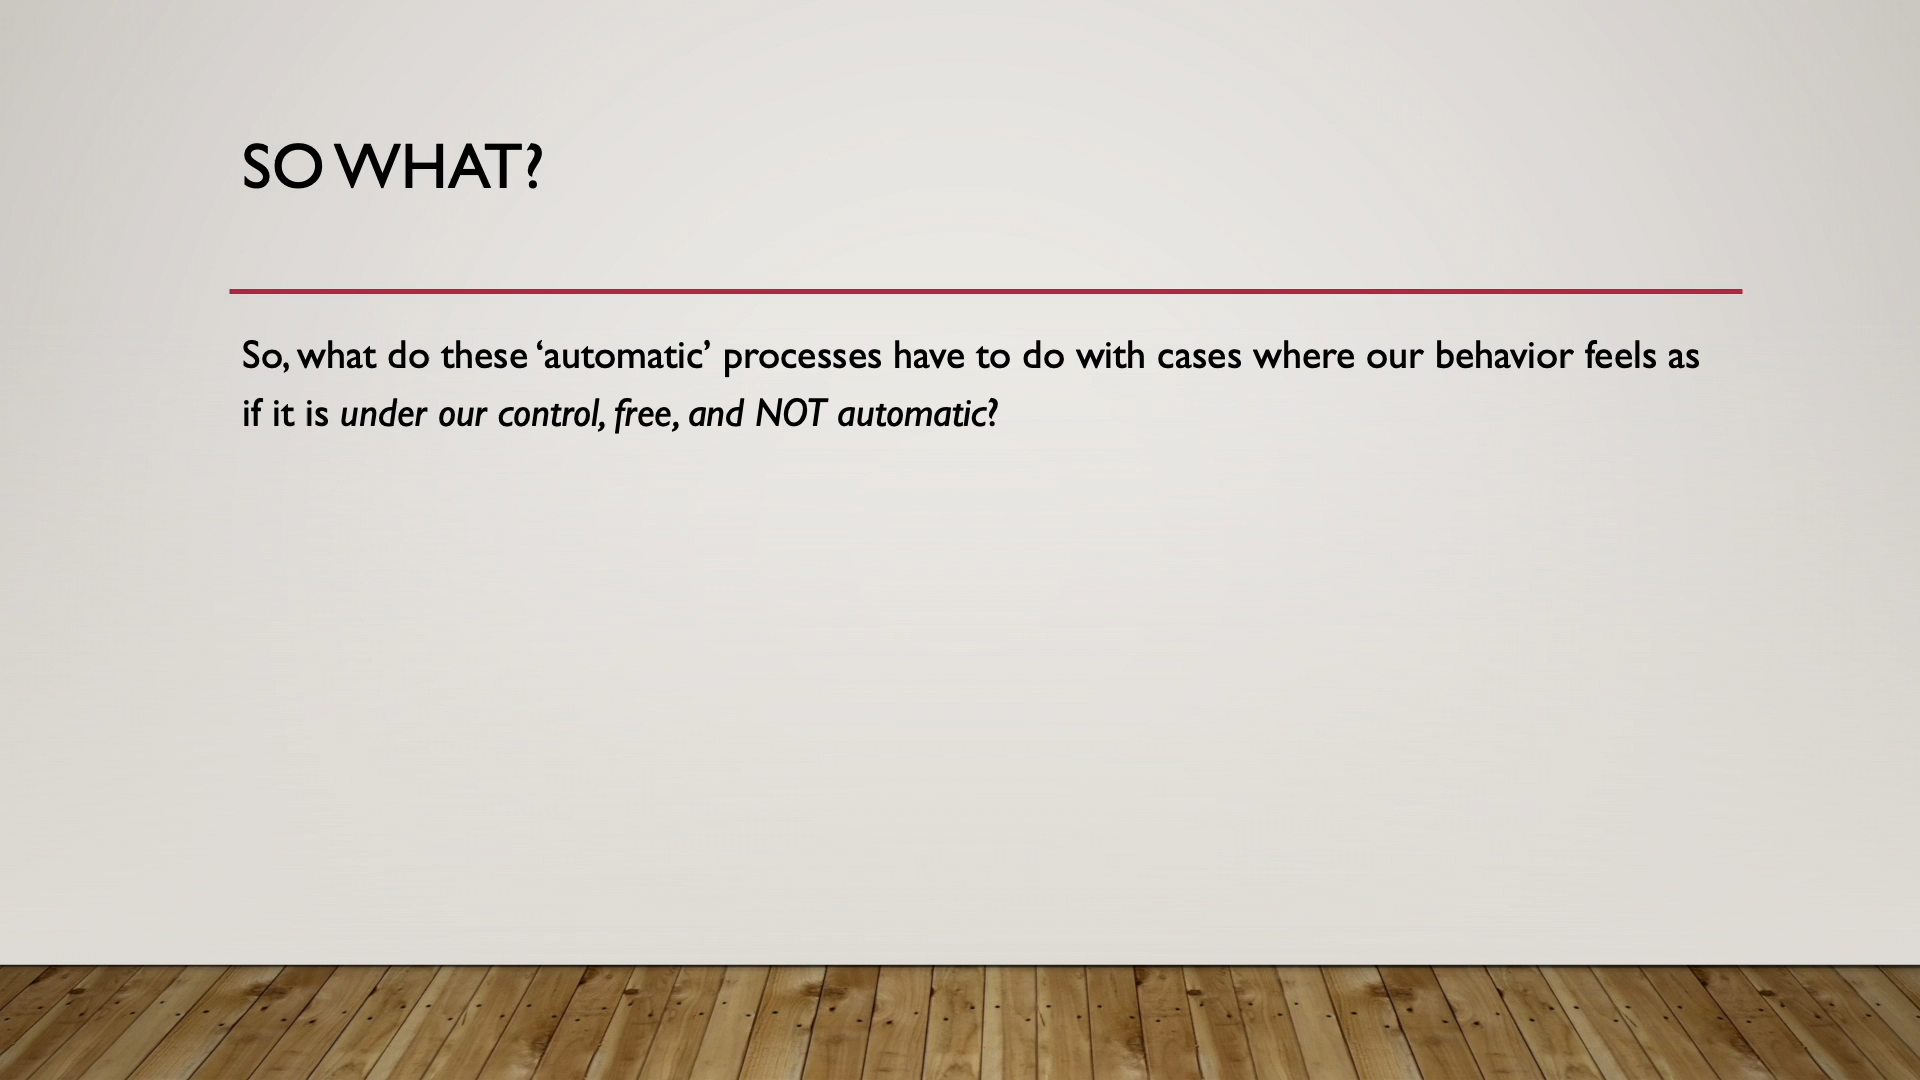 SO WHAT?
So, what do these ‘automatic’ processes have to do with cases where our behavior feels as
if it is under our control, free, and NOT automatic?